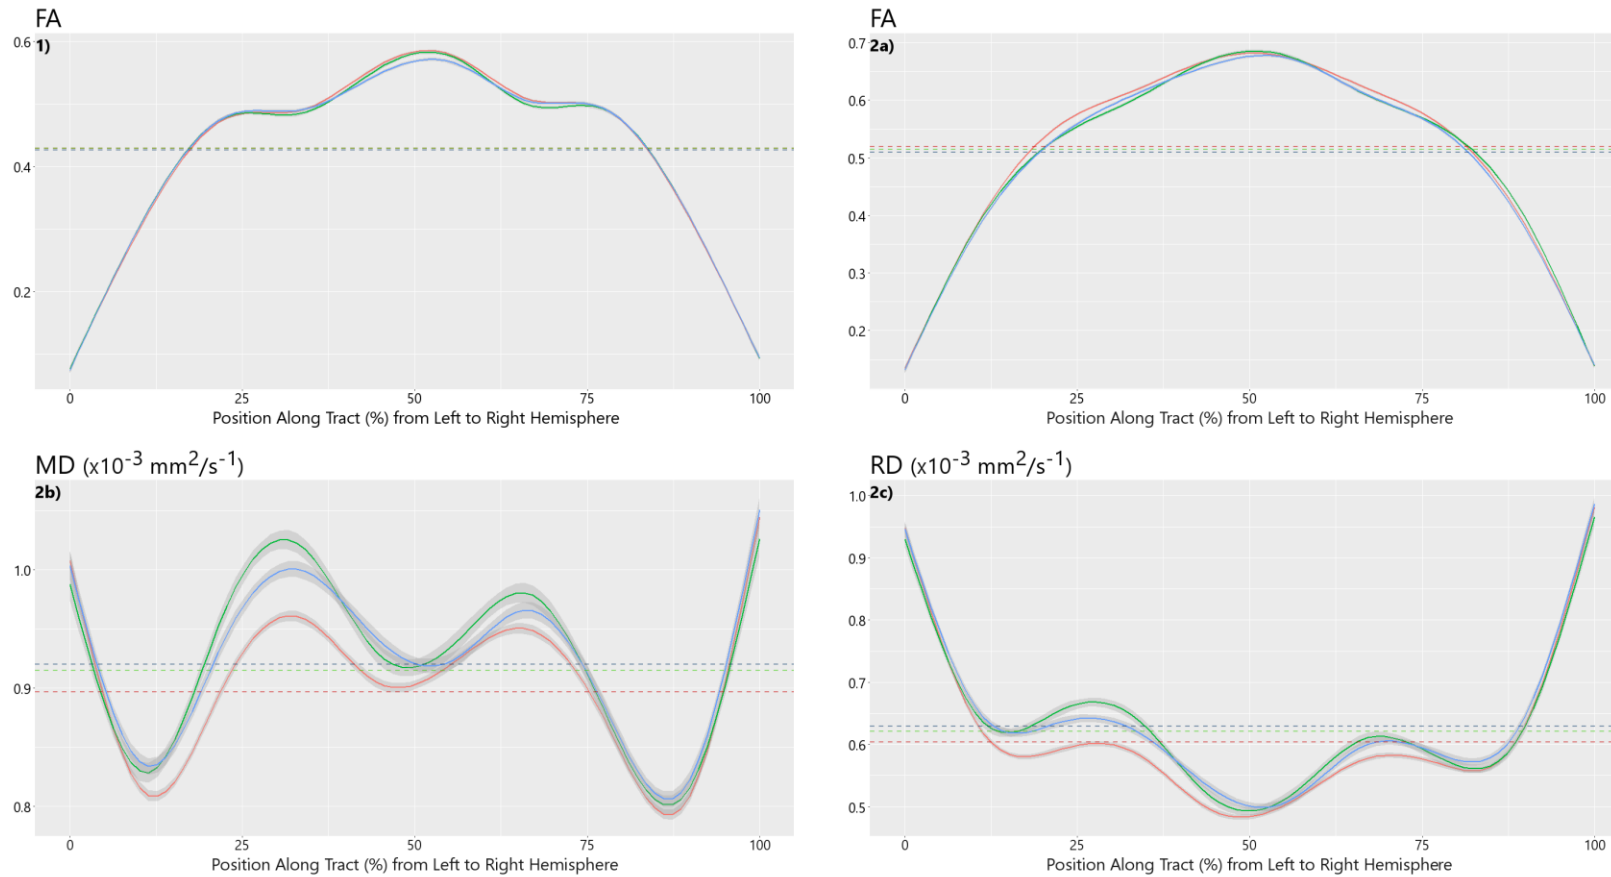 FA
1)
0.6
0.4
0.2
0 25 50 75 100
Position Along Tract (%) from Left to Right Hemisphere
FA
2a)
0.7
0.6
0.5
0.4
0.3
0.2
0 25 50 75 100
Position Along Tract (%) from Left to Right Hemisphere
MD (x10⁻³ mm²/s⁻¹)
2b)
1.0
0.9
0.8
0 25 50 75 100
Position Along Tract (%) from Left to Right Hemisphere
RD (x10⁻³ mm²/s⁻¹)
2c)
1.0
0.9
0.8
0.7
0.6
0.5
0 25 50 75 100
Position Along Tract (%) from Left to Right Hemisphere